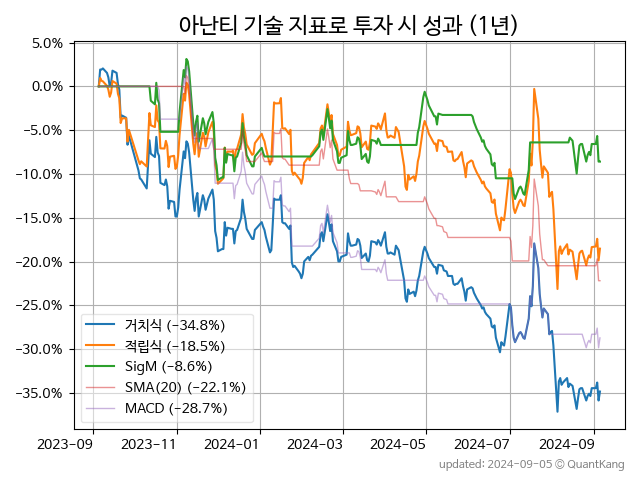 아난티 기술 지표로 투자 시 성과 (1년)
5.0%
0.0%
−5.0%
−10.0%
−15.0%
−20.0%
−25.0%
−30.0%
−35.0%
거치식 (−34.8%)
적립식 (−18.5%)
SigM (−8.6%)
SMA(20) (−22.1%)
MACD (−28.7%)
2023-09 2023-11 2024-01 2024-03 2024-05 2024-07 2024-09
updated: 2024-09-05 © QuantKang